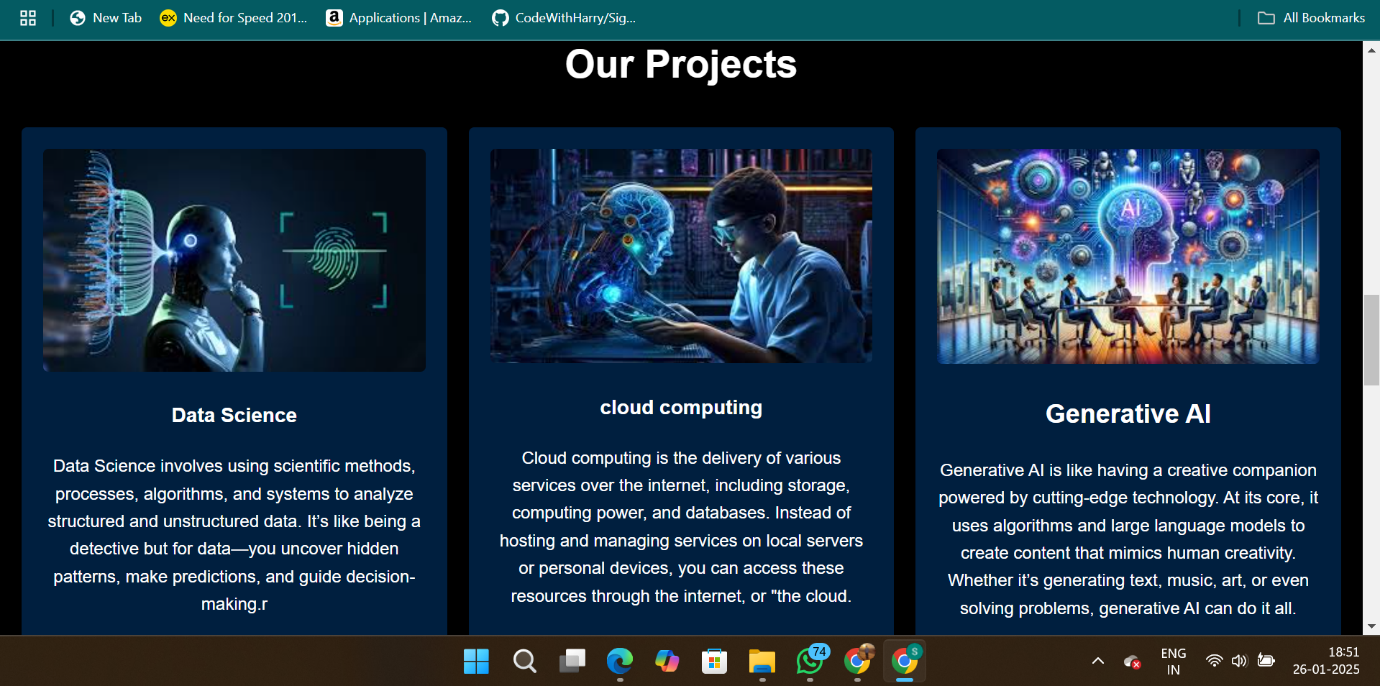 New Tab
Need for Speed 201...
Applications | Amaz...
CodeWithHarry/Sig...
All Bookmarks
Our Projects
AI
Data Science
Data Science involves using scientific methods,
processes, algorithms, and systems to analyze
structured and unstructured data. It's like being a
detective but for data—you uncover hidden
patterns, make predictions, and guide decision-
making.r
cloud computing
Cloud computing is the delivery of various
services over the internet, including storage,
computing power, and databases. Instead of
hosting and managing services on local servers
or personal devices, you can access these
resources through the internet, or "the cloud.
Generative AI
Generative AI is like having a creative companion
powered by cutting-edge technology. At its core, it
uses algorithms and large language models to
create content that mimics human creativity.
Whether it's generating text, music, art, or even
solving problems, generative AI can do it all.
74
S
ENG
IN
18:51
26-01-2025